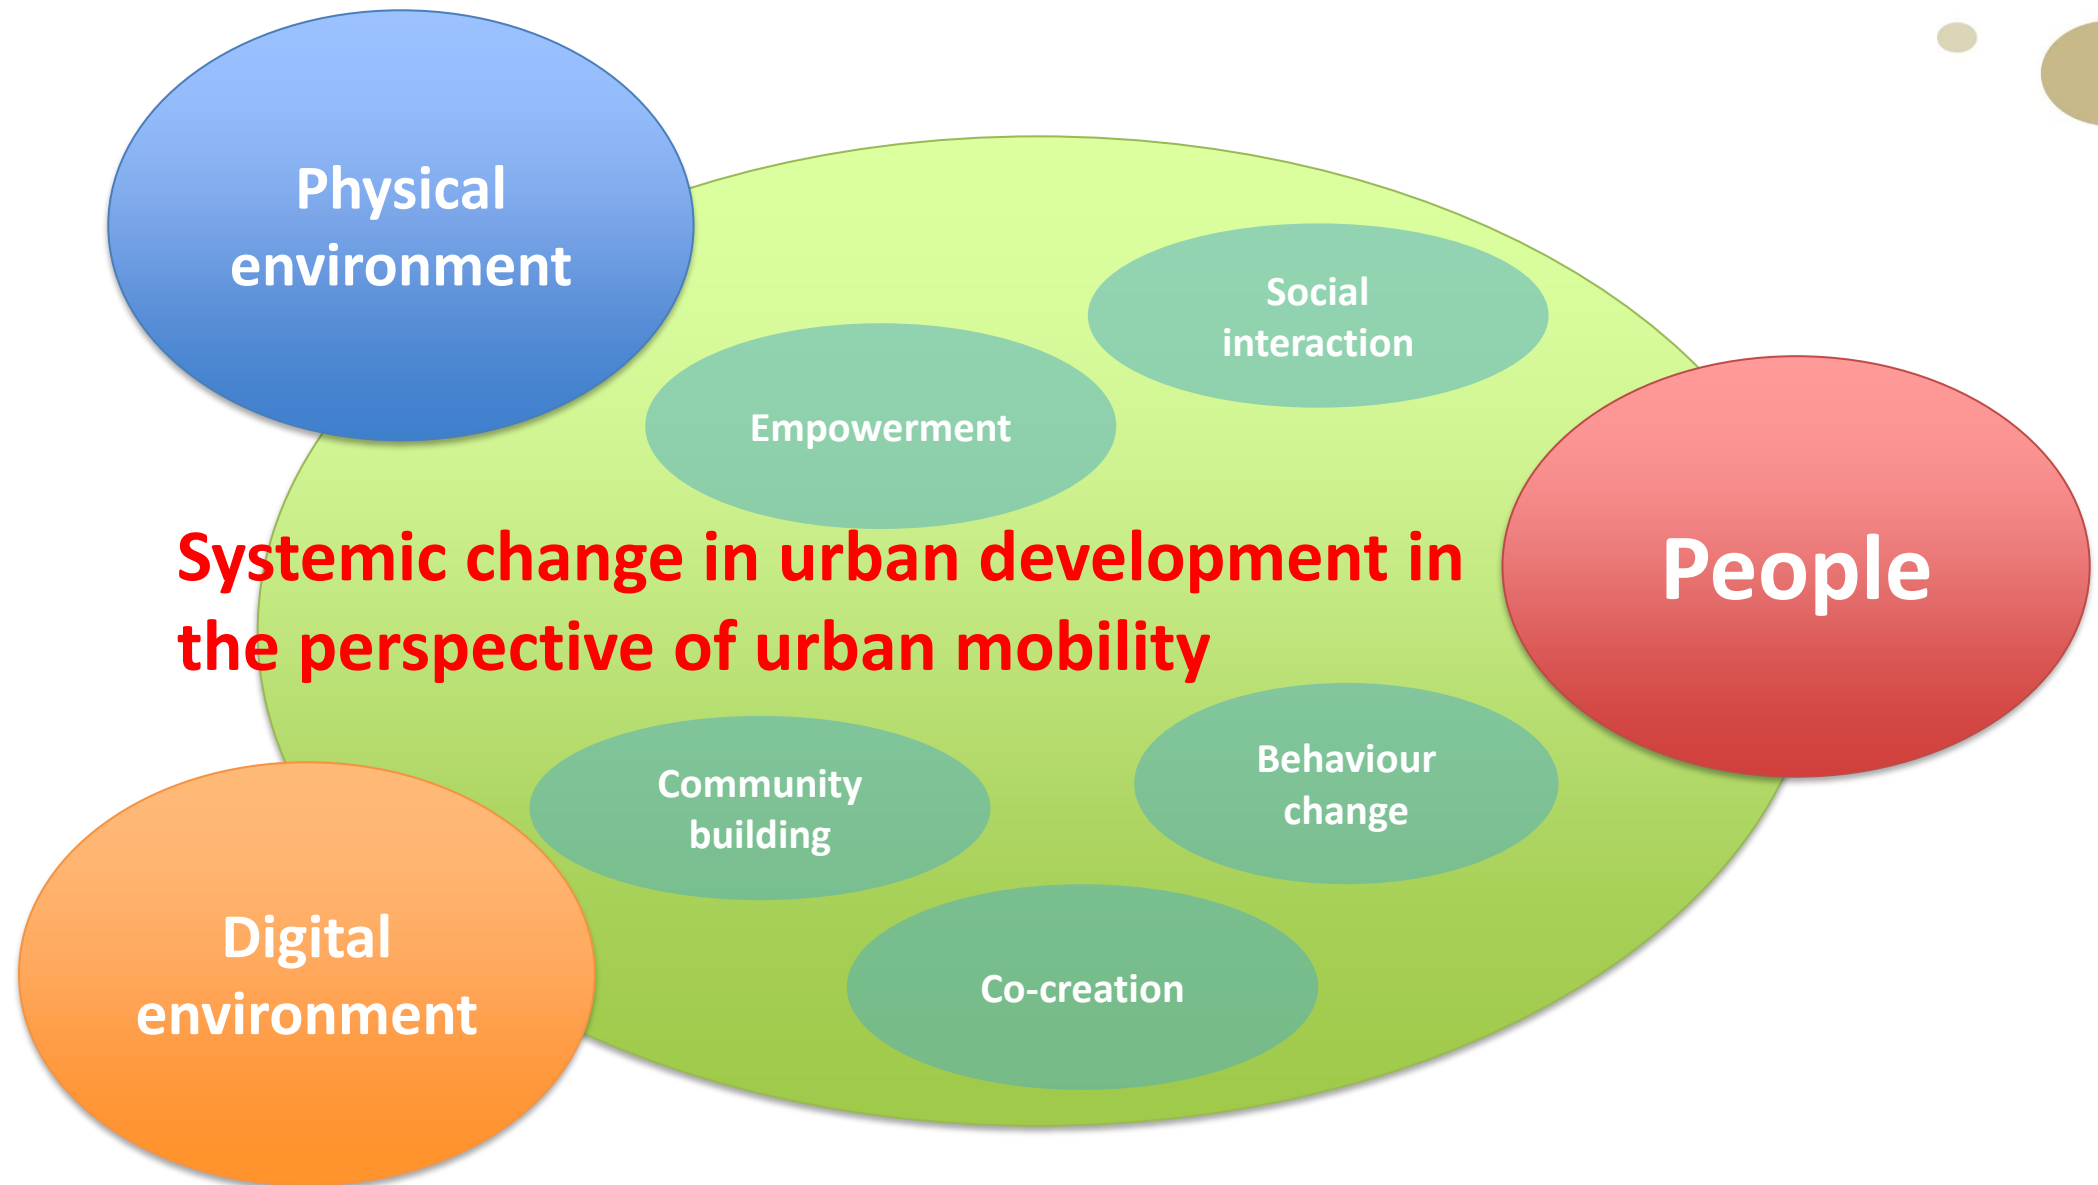 Physical
environment
Social
interaction
Empowerment
Systemic change in urban development in
the perspective of urban mobility
People
Community
building
Behaviour
change
Digital
environment
Co-creation